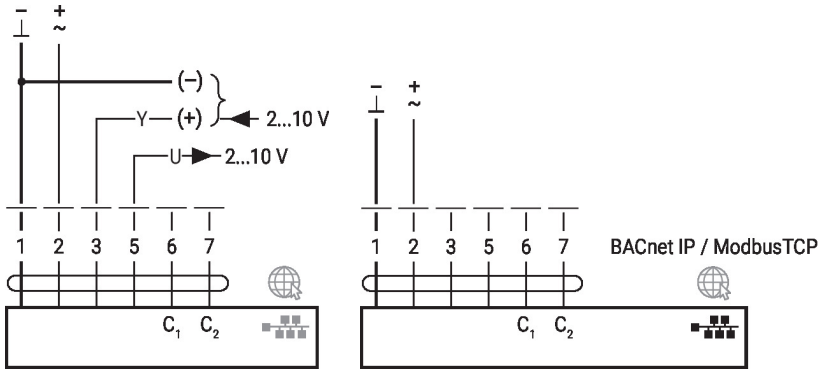 − +
⊥ ~
(−)
Y (+) 2...10 V
U 2...10 V
1 2 3 5 6 7
C₁ C₂
− +
⊥ ~
1 2 3 5 6 7 BACnet IP / ModbusTCP
C₁ C₂